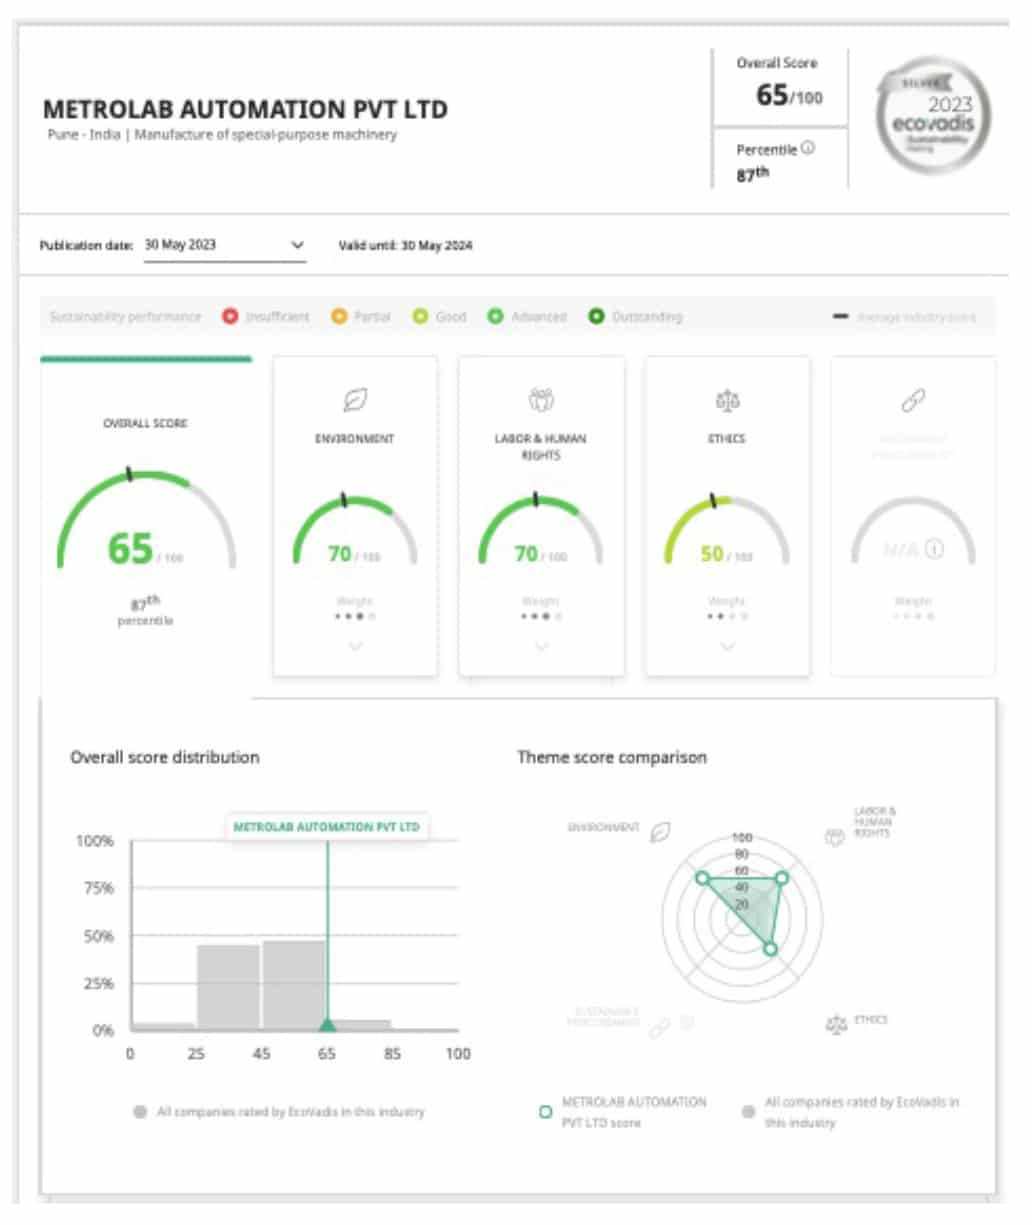 Overall Score
65/100
METROLAB AUTOMATION PVT LTD
Pune - India | Manufacture of special-purpose machinery
Percentile
87th
SILVER
2023
ecovadis
Sustainability
Rating
Publication date: 30 May 2023
Valid until: 30 May 2024
Sustainability performance
Insufficient
Partial
Good
Advanced
Outstanding
Average industry score
OVERALL SCORE
65 / 100
87th
percentile
ENVIRONMENT
70 / 100
Weight
LABOR & HUMAN
RIGHTS
70 / 100
Weight
ETHICS
50 / 100
Weight
SUSTAINABLE
PROCUREMENT
N/A
Weight
Overall score distribution
METROLAB AUTOMATION PVT LTD
100%
75%
50%
25%
0%
0 25 45 65 85 100
All companies rated by EcoVadis in this industry
Theme score comparison
ENVIRONMENT
LABOR &
HUMAN
RIGHTS
100
80
60
40
20
SUSTAINABLE
PROCUREMENT
ETHICS
METROLAB AUTOMATION
PVT LTD score
All companies rated by EcoVadis in
this industry